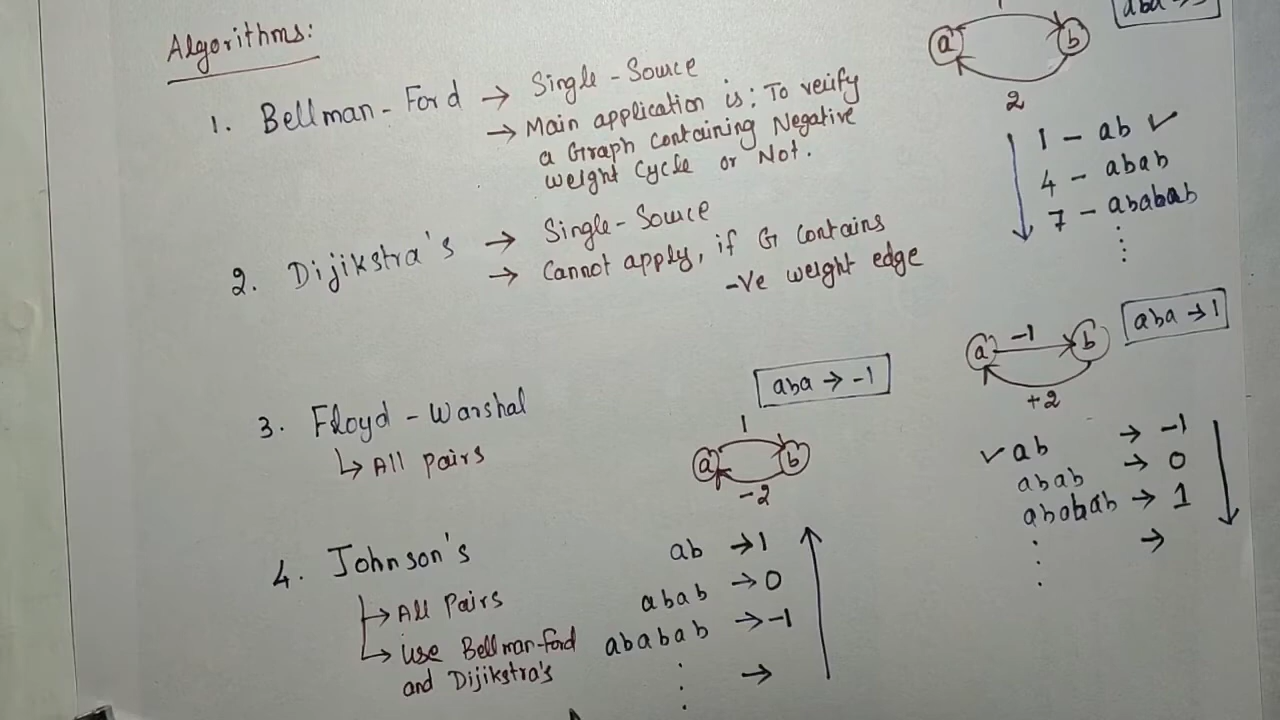 Algorithms:
1. Bellman-Ford → Single-Source
→ Main application is: To verify
a Graph containing Negative
weight Cycle or Not.
2. Dijikstra's → Single-Source
→ Cannot apply, if G contains
-ve weight edge
3. Floyd-Warshal
↳ All pairs
4. Johnson's
↳ All Pairs
↳ use Bellman-Ford
and Dijikstra's
aba → -1
1
a b
-2
ab → 1
abab → 0
ababab → -1
⋮ →
a b
2
1 - ab ✓
4 - abab
7 - ababab
⋮
aba → 1
a -1 b
+2
✓ ab → -1
abab → 0
ababab → 1
⋮ →